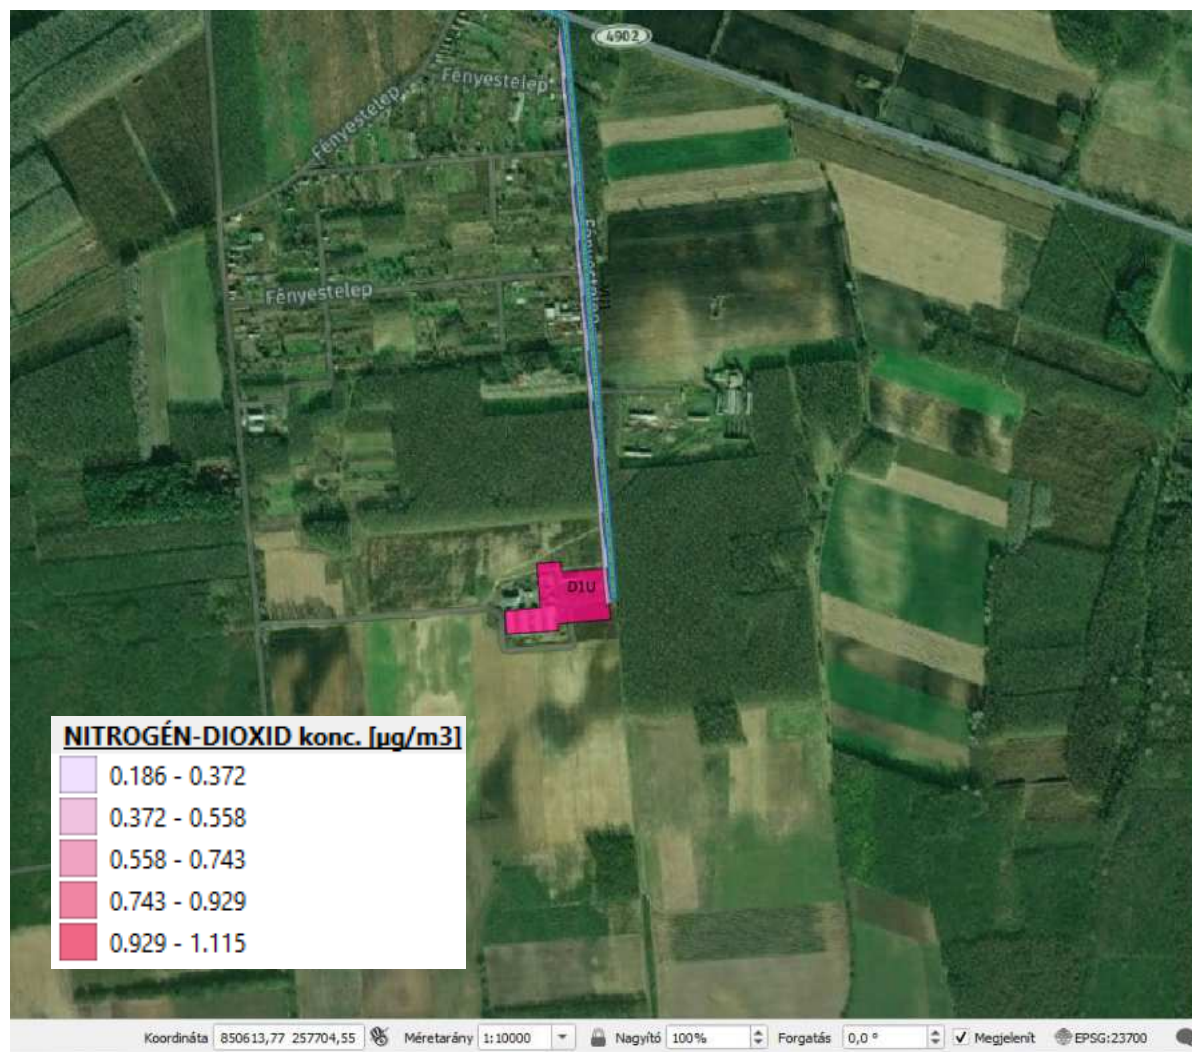 4902
Fényestelep
Fényestelep
Fényestelep
Fényestelep
D1U
NITROGÉN-DIOXID konc. [µg/m3]
0.186 - 0.372
0.372 - 0.558
0.558 - 0.743
0.743 - 0.929
0.929 - 1.115
Koordináta 850613,77 257704,55 Méretarány 1:10000 Nagyító 100% Forgatás 0,0 ° Megjelenít EPSG:23700